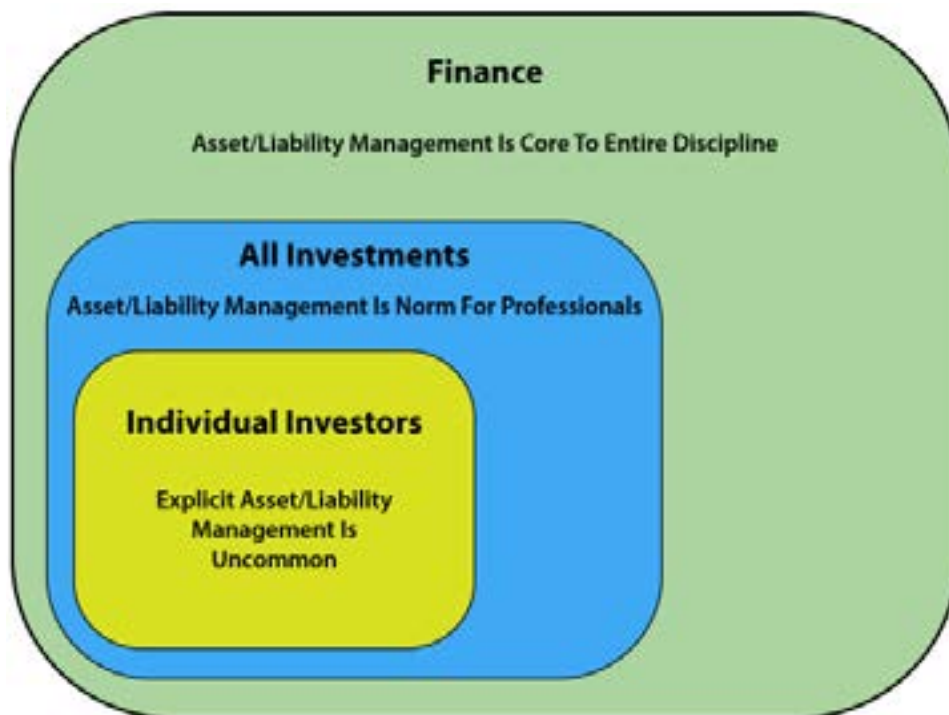 Finance
Asset/Liability Management Is Core To Entire Discipline
All Investments
Asset/Liability Management Is Norm For Professionals
Individual Investors
Explicit Asset/Liability
Management Is
Uncommon